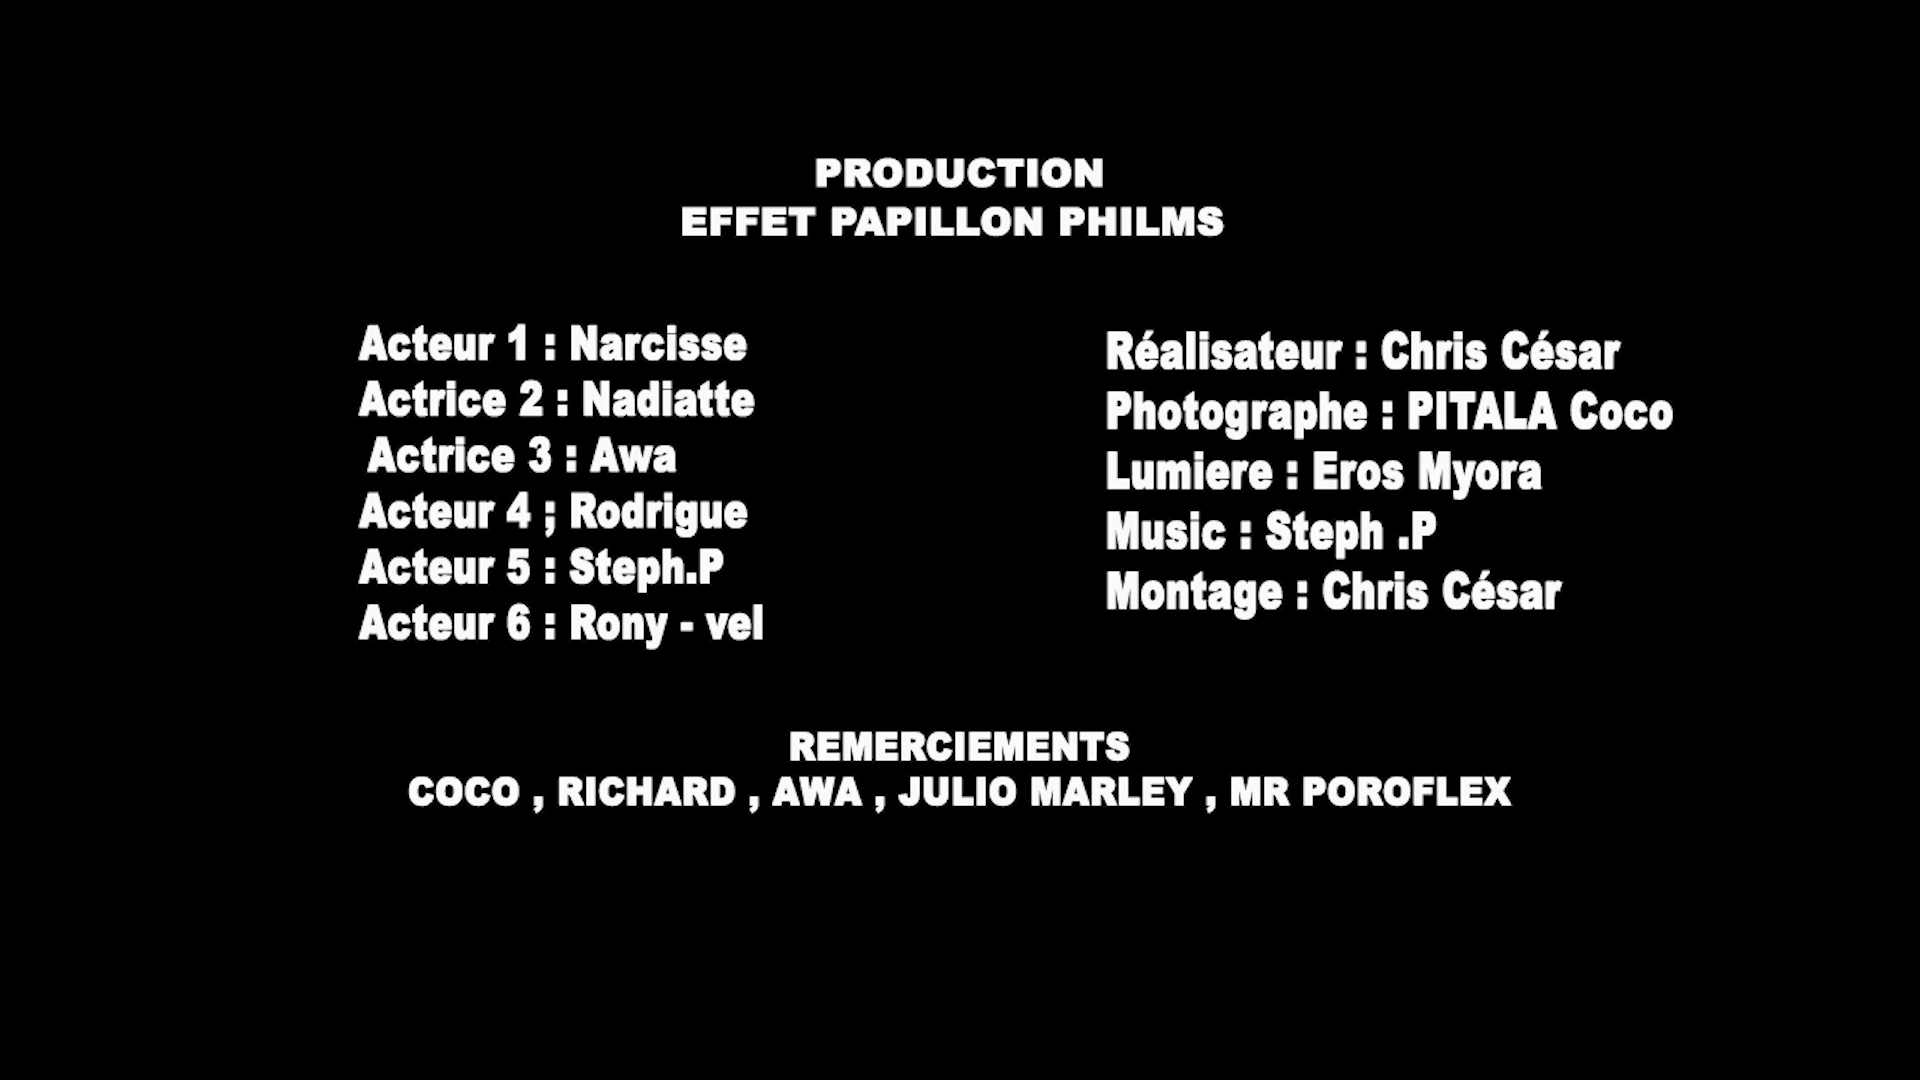 PRODUCTION
EFFET PAPILLON PHILMS
Acteur 1 : Narcisse
Actrice 2 : Nadiatte
Actrice 3 : Awa
Acteur 4 ; Rodrigue
Acteur 5 : Steph.P
Acteur 6 : Rony - vel
Réalisateur : Chris César
Photographe : PITALA Coco
Lumiere : Eros Myora
Music : Steph .P
Montage : Chris César
REMERCIEMENTS
COCO , RICHARD , AWA , JULIO MARLEY , MR POROFLEX